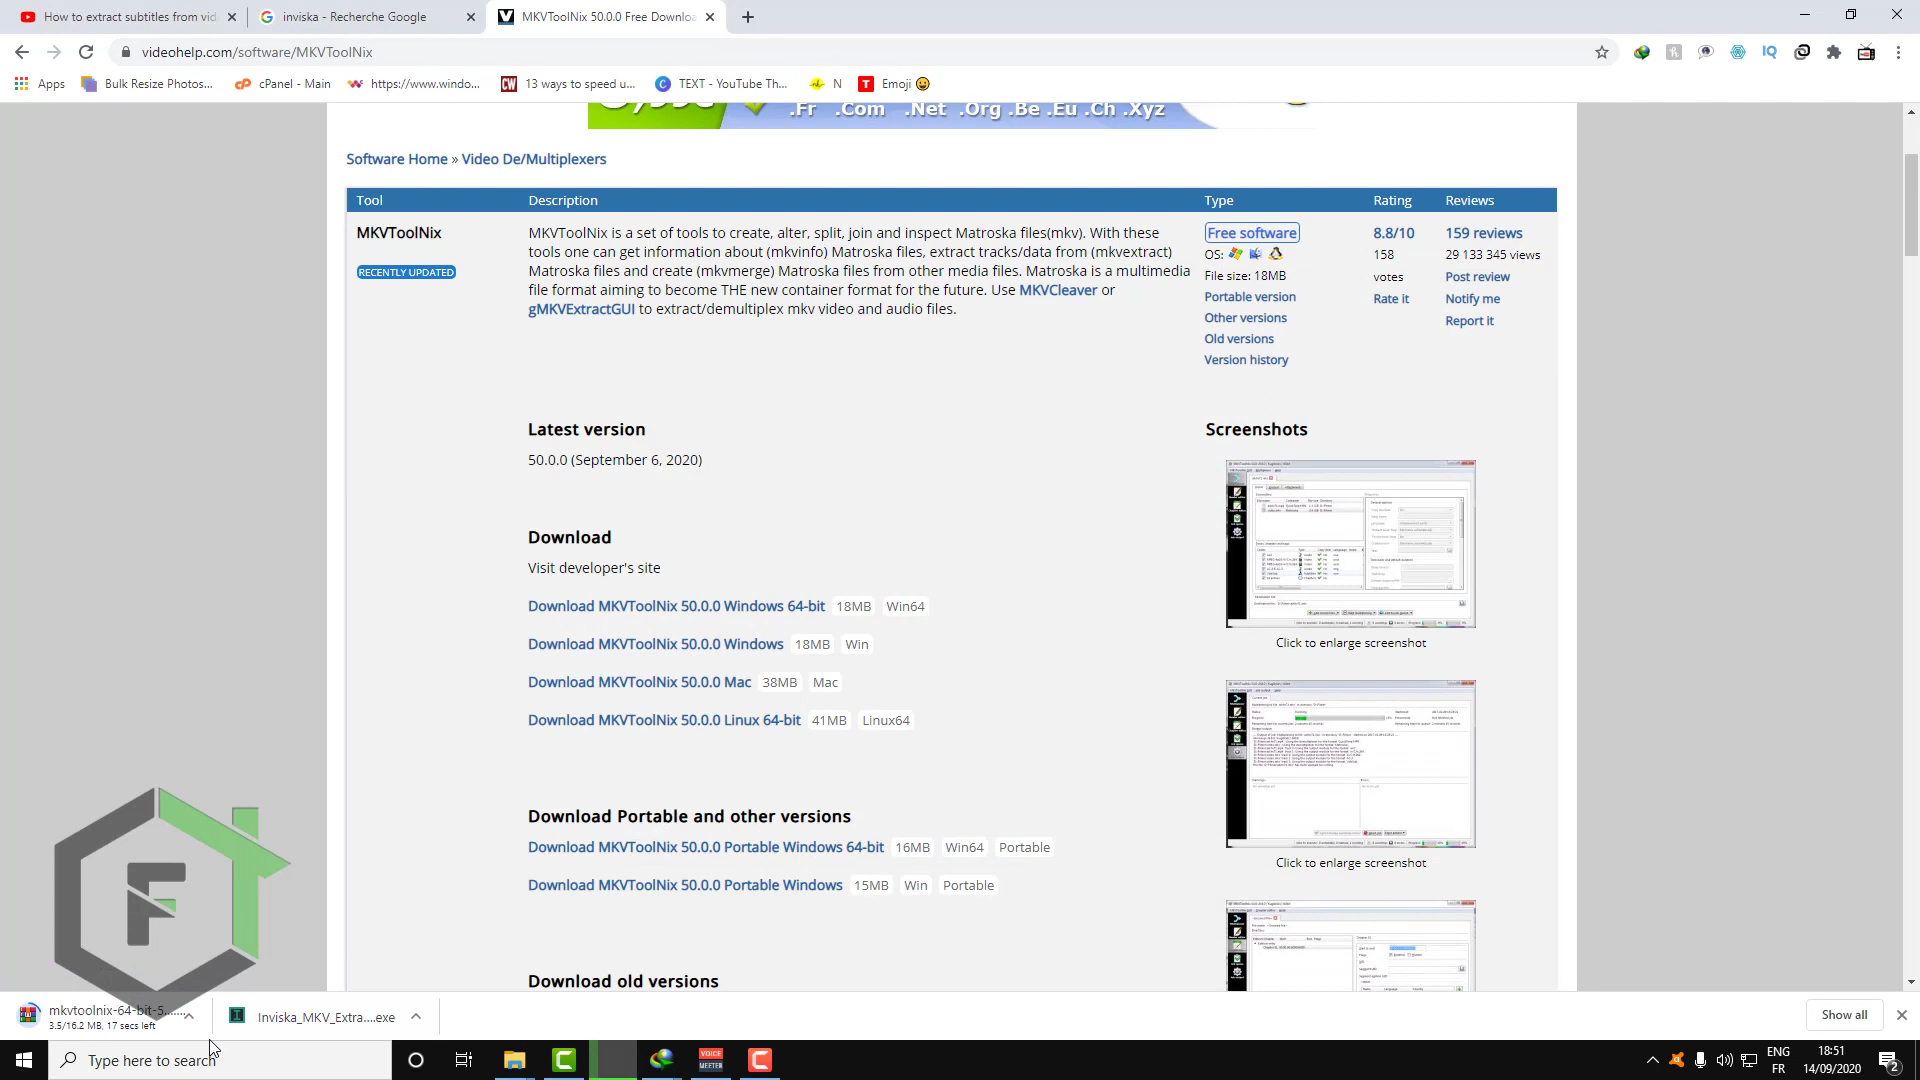 How to extract subtitles from vid
inviska - Recherche Google
MKVToolNix 50.0.0 Free Downloa
videohelp.com/software/MKVToolNix
Apps
Bulk Resize Photos...
cPanel - Main
https://www.windo...
13 ways to speed u...
TEXT - YouTube Th...
N
Emoji 😀
.Fr .Com .Net .Org .Be .Eu .Ch .Xyz
Software Home » Video De/Multiplexers
Tool Description Type Rating Reviews
MKVToolNix
RECENTLY UPDATED
MKVToolNix is a set of tools to create, alter, split, join and inspect Matroska files(mkv). With these
tools one can get information about (mkvinfo) Matroska files, extract tracks/data from (mkvextract)
Matroska files and create (mkvmerge) Matroska files from other media files. Matroska is a multimedia
file format aiming to become THE new container format for the future. Use MKVCleaver or
gMKVExtractGUI to extract/demultiplex mkv video and audio files.
Free software
OS:
File size: 18MB
Portable version
Other versions
Old versions
Version history
8.8/10
158
votes
Rate it
159 reviews
29 133 345 views
Post review
Notify me
Report it
Latest version
50.0.0 (September 6, 2020)
Download
Visit developer's site
Download MKVToolNix 50.0.0 Windows 64-bit 18MB Win64
Download MKVToolNix 50.0.0 Windows 18MB Win
Download MKVToolNix 50.0.0 Mac 38MB Mac
Download MKVToolNix 50.0.0 Linux 64-bit 41MB Linux64
Download Portable and other versions
Download MKVToolNix 50.0.0 Portable Windows 64-bit 16MB Win64 Portable
Download MKVToolNix 50.0.0 Portable Windows 15MB Win Portable
Download old versions
Screenshots
Click to enlarge screenshot
Click to enlarge screenshot
F
mkvtoolnix-64-bit-5......
3.5/16.2 MB, 17 secs left
Inviska_MKV_Extra....exe
Show all
Type here to search
VOICE
MEETER
ENG
FR
18:51
14/09/2020
2